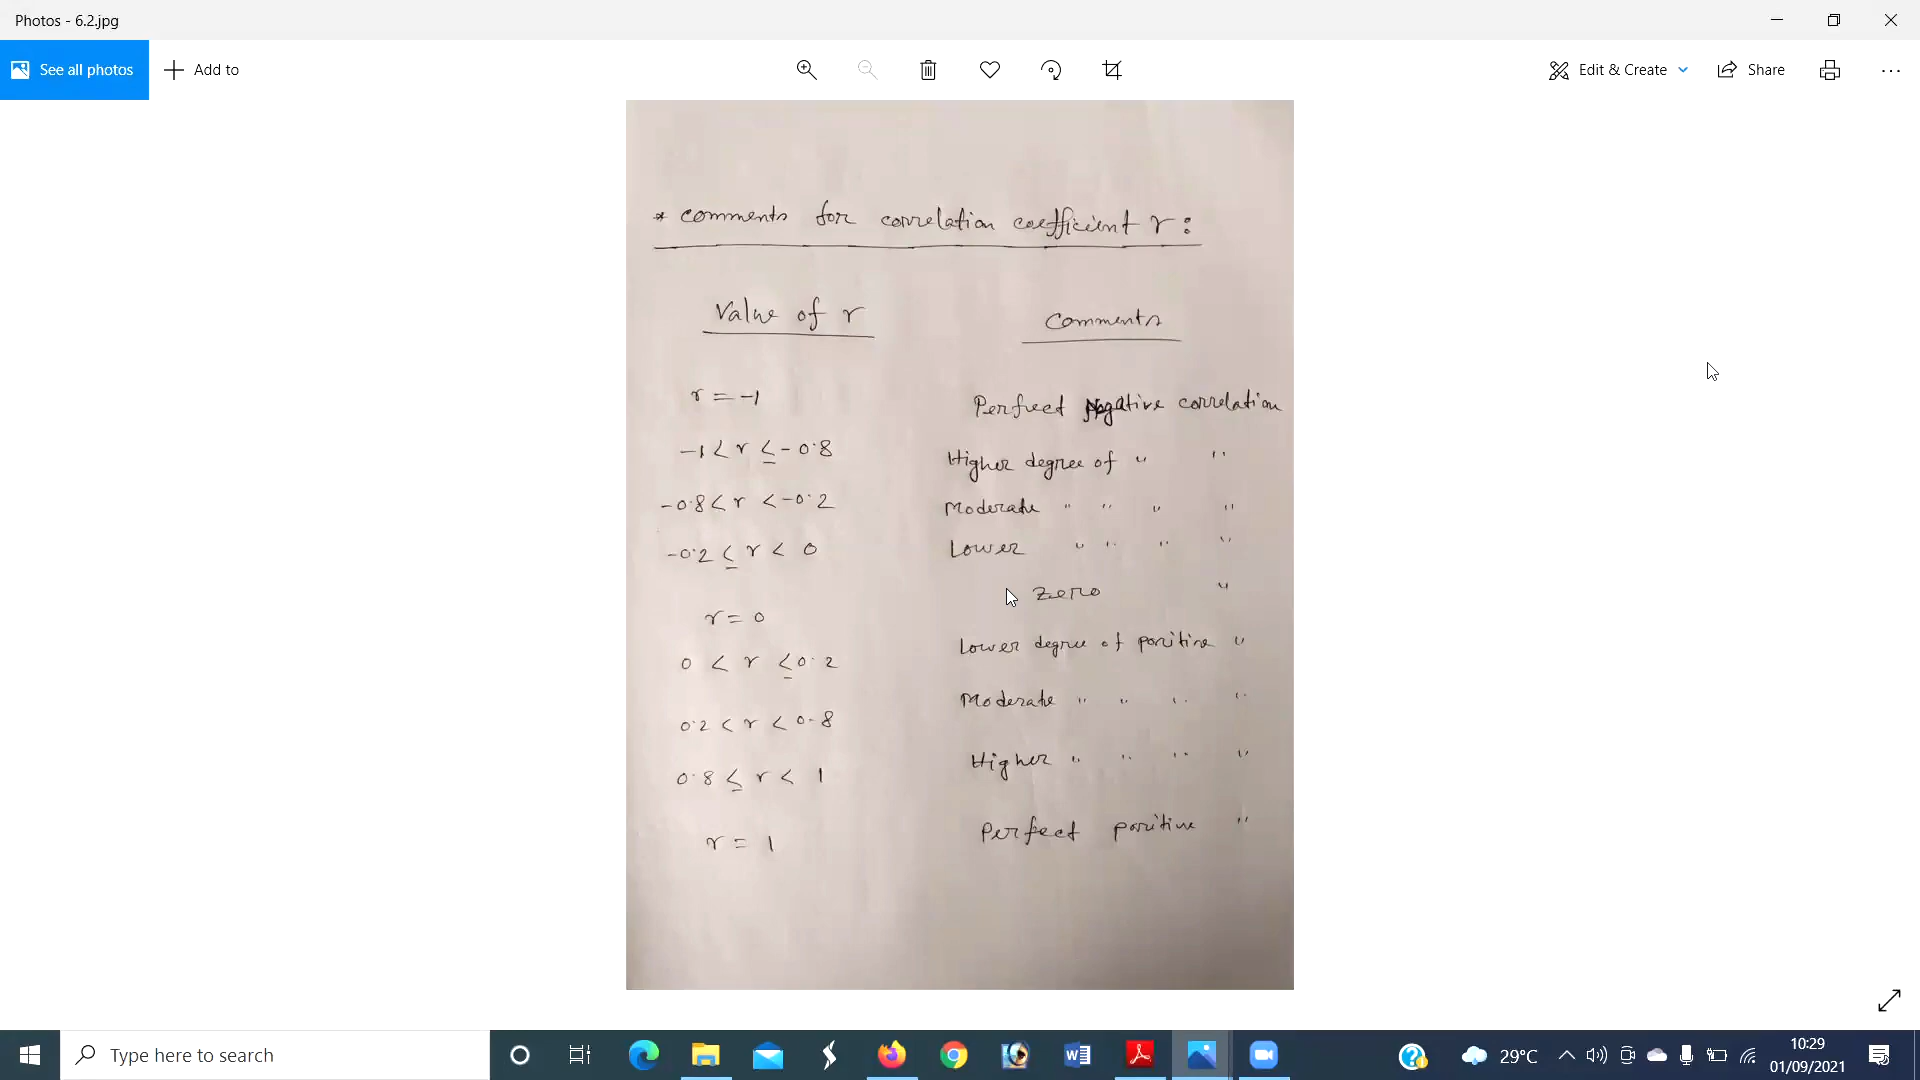 Photos - 6.2.jpg
See all photos
Add to
Edit & Create
Share
* comments for correlation coefficient r :
Value of r
Comments
r = -1
Perfect Negative correlation
-1 < r ≤ -0.8
Higher degree of " "
-0.8 < r < -0.2
Moderate " " " "
-0.2 ≤ r < 0
Lower " " " "
r = 0
Zero "
0 < r ≤ 0.2
Lower degree of positive "
0.2 < r < 0.8
Moderate " " " "
0.8 ≤ r < 1
Higher " " " "
r = 1
Perfect positive "
Type here to search
29°C
10:29
01/09/2021